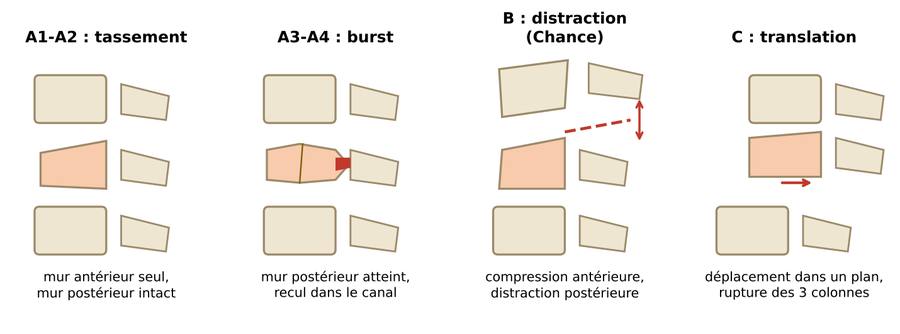 A1-A2 : tassement
A3-A4 : burst
B : distraction
(Chance)
C : translation
mur antérieur seul,
mur postérieur intact
mur postérieur atteint,
recul dans le canal
compression antérieure,
distraction postérieure
déplacement dans un plan,
rupture des 3 colonnes